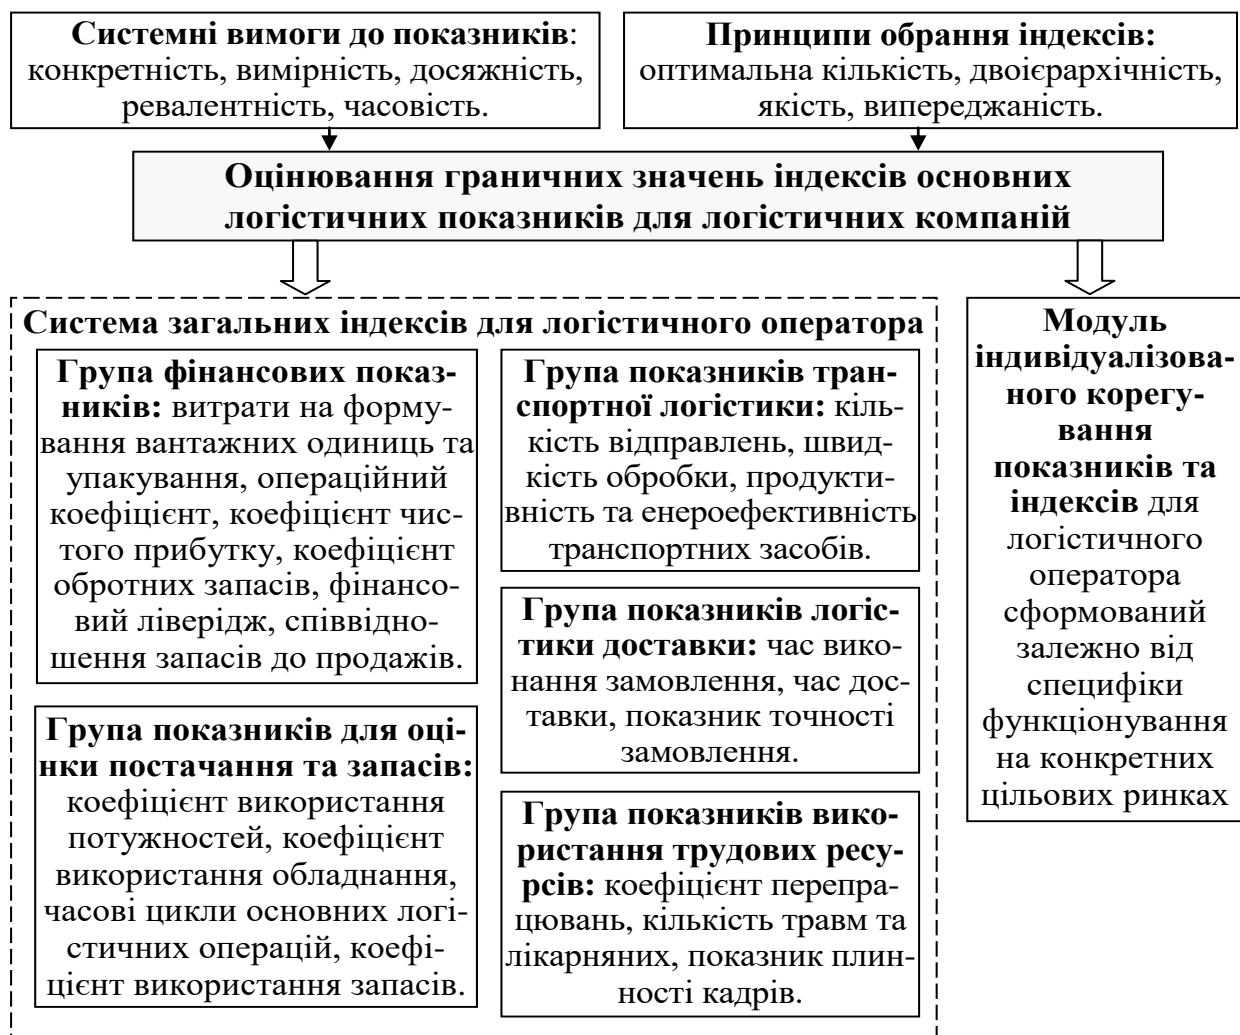 Системні вимоги до показників:
конкретність, вимірність, досяжність,
ревалентність, часовість.
Принципи обрання індексів:
оптимальна кількість, двоієрархічність,
якість, випереджаність.
Оцінювання граничних значень індексів основних
логістичних показників для логістичних компаній
Система загальних індексів для логістичного оператора
Група фінансових показ-
ників: витрати на форму-
вання вантажних одиниць та
упакування, операційний
коефіцієнт, коефіцієнт чис-
того прибутку, коефіцієнт
обротних запасів, фінансо-
вий ліверідж, співвідно-
шення запасів до продажів.
Група показників для оці-
нки постачання та запасів:
коефіцієнт використання
потужностей, коефіцієнт
використання обладнання,
часові цикли основних логі-
стичних операцій, коефі-
цієнт використання запасів.
Група показників тран-
спортної логістики: кіль-
кість відправлень, швид-
кість обробки, продукти-
вність та енероефективність
транспортних засобів.
Група показників логіс-
тики доставки: час вико-
нання замовлення, час дос-
тавки, показник точності
замовлення.
Група показників вико-
ристання трудових ресу-
рсів: коефіцієнт перепра-
цювань, кількість травм та
лікарняних, показник плин-
ності кадрів.
Модуль
індивідуалізова-
ного корегу-
вання
показників та
індексів для
логістичного
оператора
сформований
залежно від
специфіки
функціонування
на конкретних
цільових ринках